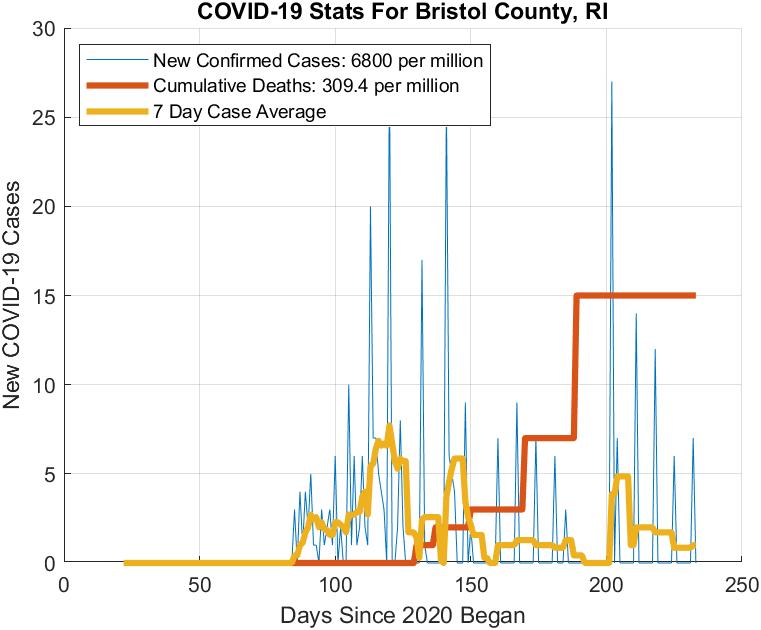 COVID-19 Stats For Bristol County, RI
New Confirmed Cases: 6800 per million
Cumulative Deaths: 309.4 per million
7 Day Case Average
New COVID-19 Cases
30
25
20
15
10
5
0
0 50 100 150 200 250
Days Since 2020 Began